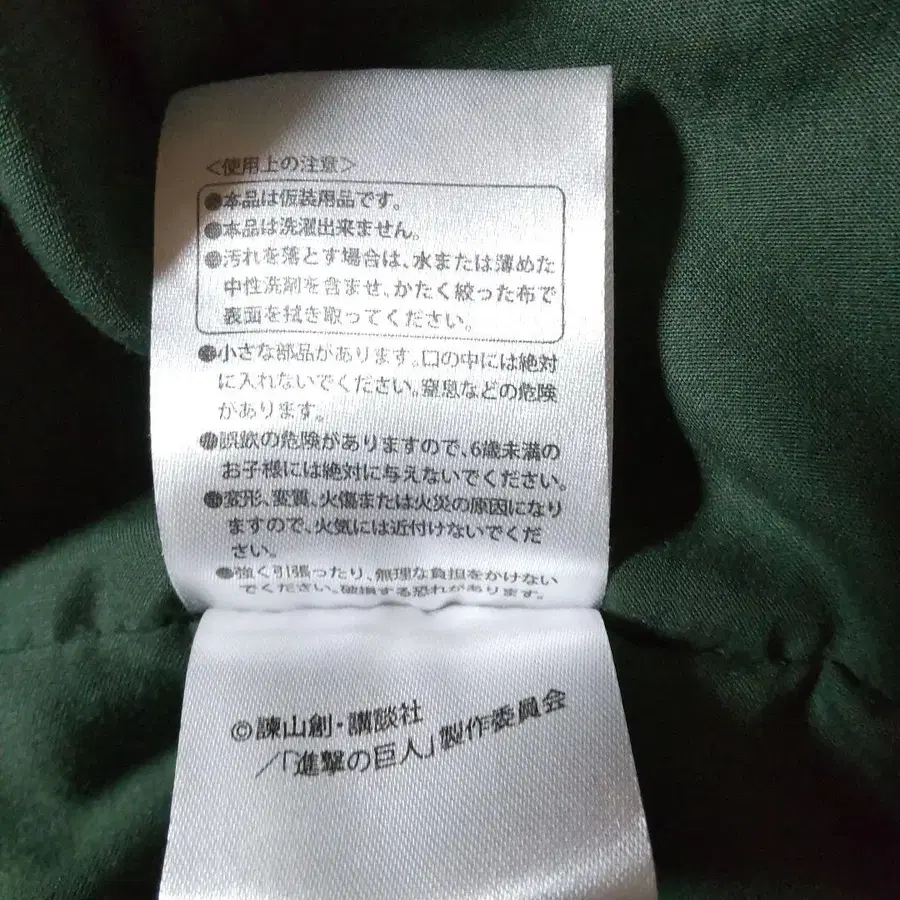 ＜使用上の注意＞
●本品は仮装用品です。
●本品は洗濯出来ません。
●汚れを落とす場合は、水または薄めた
中性洗剤を含ませ、かたく絞った布で
表面を拭き取ってください。
●小さな部品があります。口の中には絶対
に入れないでください。窒息などの危険
があります。
●誤飲の危険がありますので、6歳未満の
お子様には絶対に与えないでください。
●変形、変質、火傷または火災の原因になり
ますので、火気には近付けないでくだ
さい。
●強く引張ったり、無理な負担をかけない
でください。破損する恐れがあります。
©諫山創・講談社
／「進撃の巨人」製作委員会